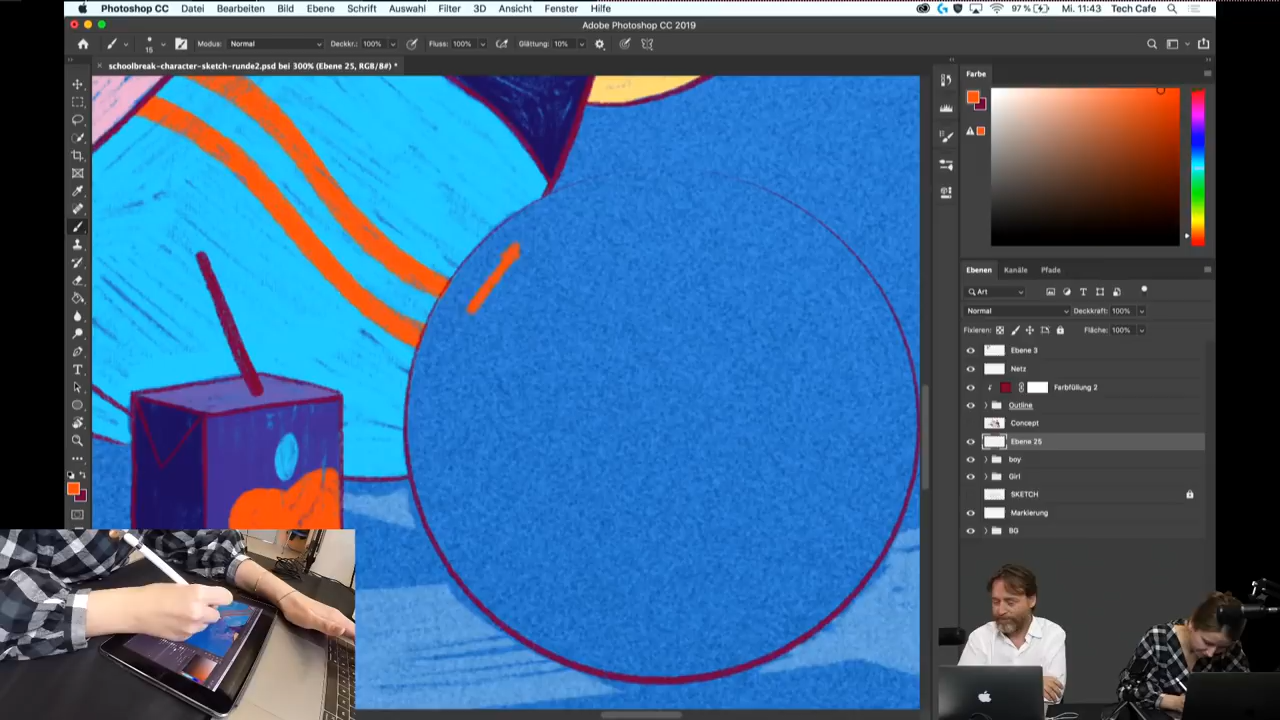 Photoshop CC Datei Bearbeiten Bild Ebene Schrift Auswahl Filter 3D Ansicht Fenster Hilfe 97 % Mi. 11:43 Tech Cafe
Adobe Photoshop CC 2019
15 Modus: Normal Deckkr.: 100% Fluss: 100% Glättung: 10%
schoolbreak-character-sketch-runde2.psd bei 300% (Ebene 25, RGB/8#) *
Farbe
Ebenen Kanäle Pfade
Art
Normal Deckkraft: 100%
Fixieren: Fläche: 100%
Ebene 3
Netz
Farbfüllung 2
Outline
Concept
Ebene 25
boy
Girl
SKETCH
Markierung
BG